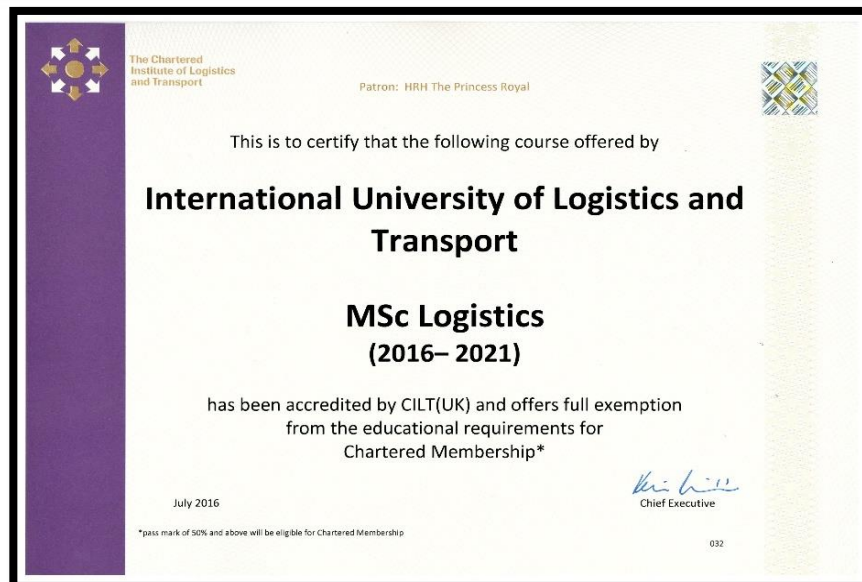 The Chartered
Institute of Logistics
and Transport
Patron: HRH The Princess Royal
This is to certify that the following course offered by
International University of Logistics and
Transport
MSc Logistics
(2016– 2021)
has been accredited by CILT(UK) and offers full exemption
from the educational requirements for
Chartered Membership*
July 2016
Chief Executive
*pass mark of 50% and above will be eligible for Chartered Membership
032